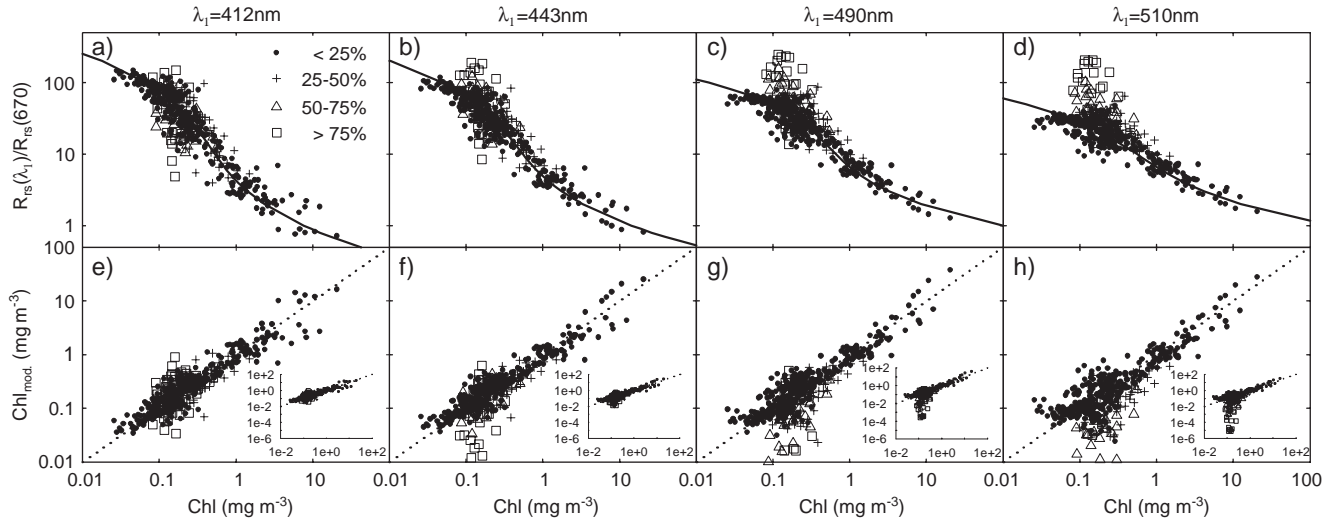 λ₁=412nm λ₁=443nm λ₁=490nm λ₁=510nm
a) b) c) d)
< 25%
25-50%
50-75%
> 75%
Rrs(λ₁)/Rrs(670)
100
10
1
e) f) g) h)
Chlmod. (mg m⁻³)
100
10
1
0.1
0.01
1e+2
1e+0
1e-2
1e-4
1e-6
1e-2 1e+0 1e+2
1e+2
1e+0
1e-2
1e-4
1e-6
1e-2 1e+0 1e+2
1e+2
1e+0
1e-2
1e-4
1e-6
1e-2 1e+0 1e+2
1e+2
1e+0
1e-2
1e-4
1e-6
1e-2 1e+0 1e+2
0.01 0.1 1 10 0.01 0.1 1 10 0.01 0.1 1 10 0.01 0.1 1 10 100
Chl (mg m⁻³) Chl (mg m⁻³) Chl (mg m⁻³) Chl (mg m⁻³)